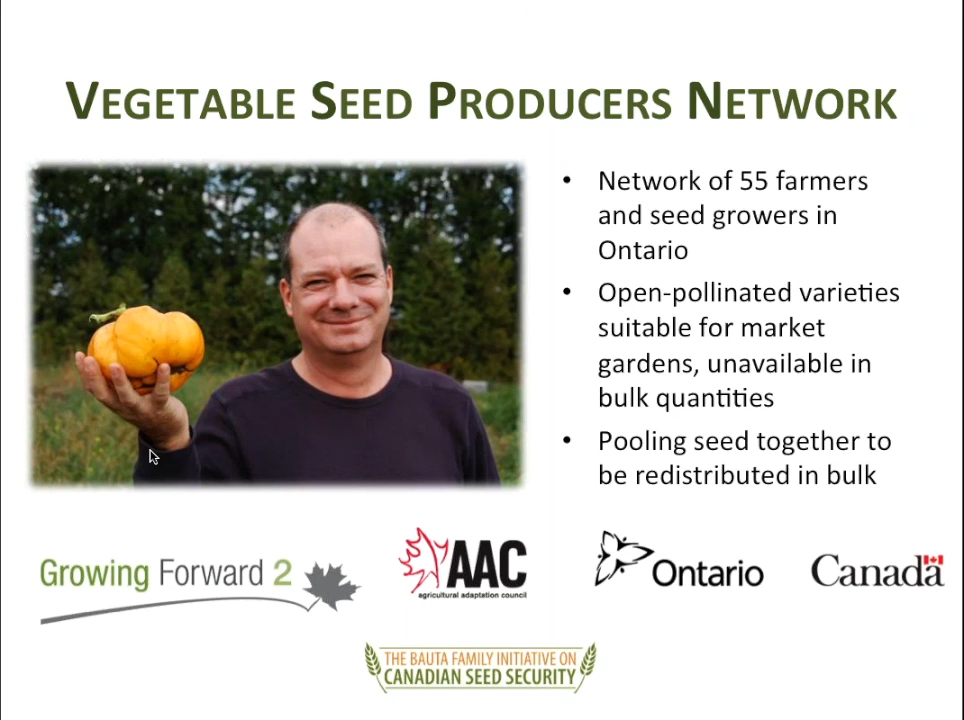 VEGETABLE SEED PRODUCERS NETWORK
• Network of 55 farmers
and seed growers in
Ontario
• Open-pollinated varieties
suitable for market
gardens, unavailable in
bulk quantities
• Pooling seed together to
be redistributed in bulk
Growing Forward 2
AAC
agricultural adaptation council
Ontario
Canada
THE BAUTA FAMILY INITIATIVE ON
CANADIAN SEED SECURITY